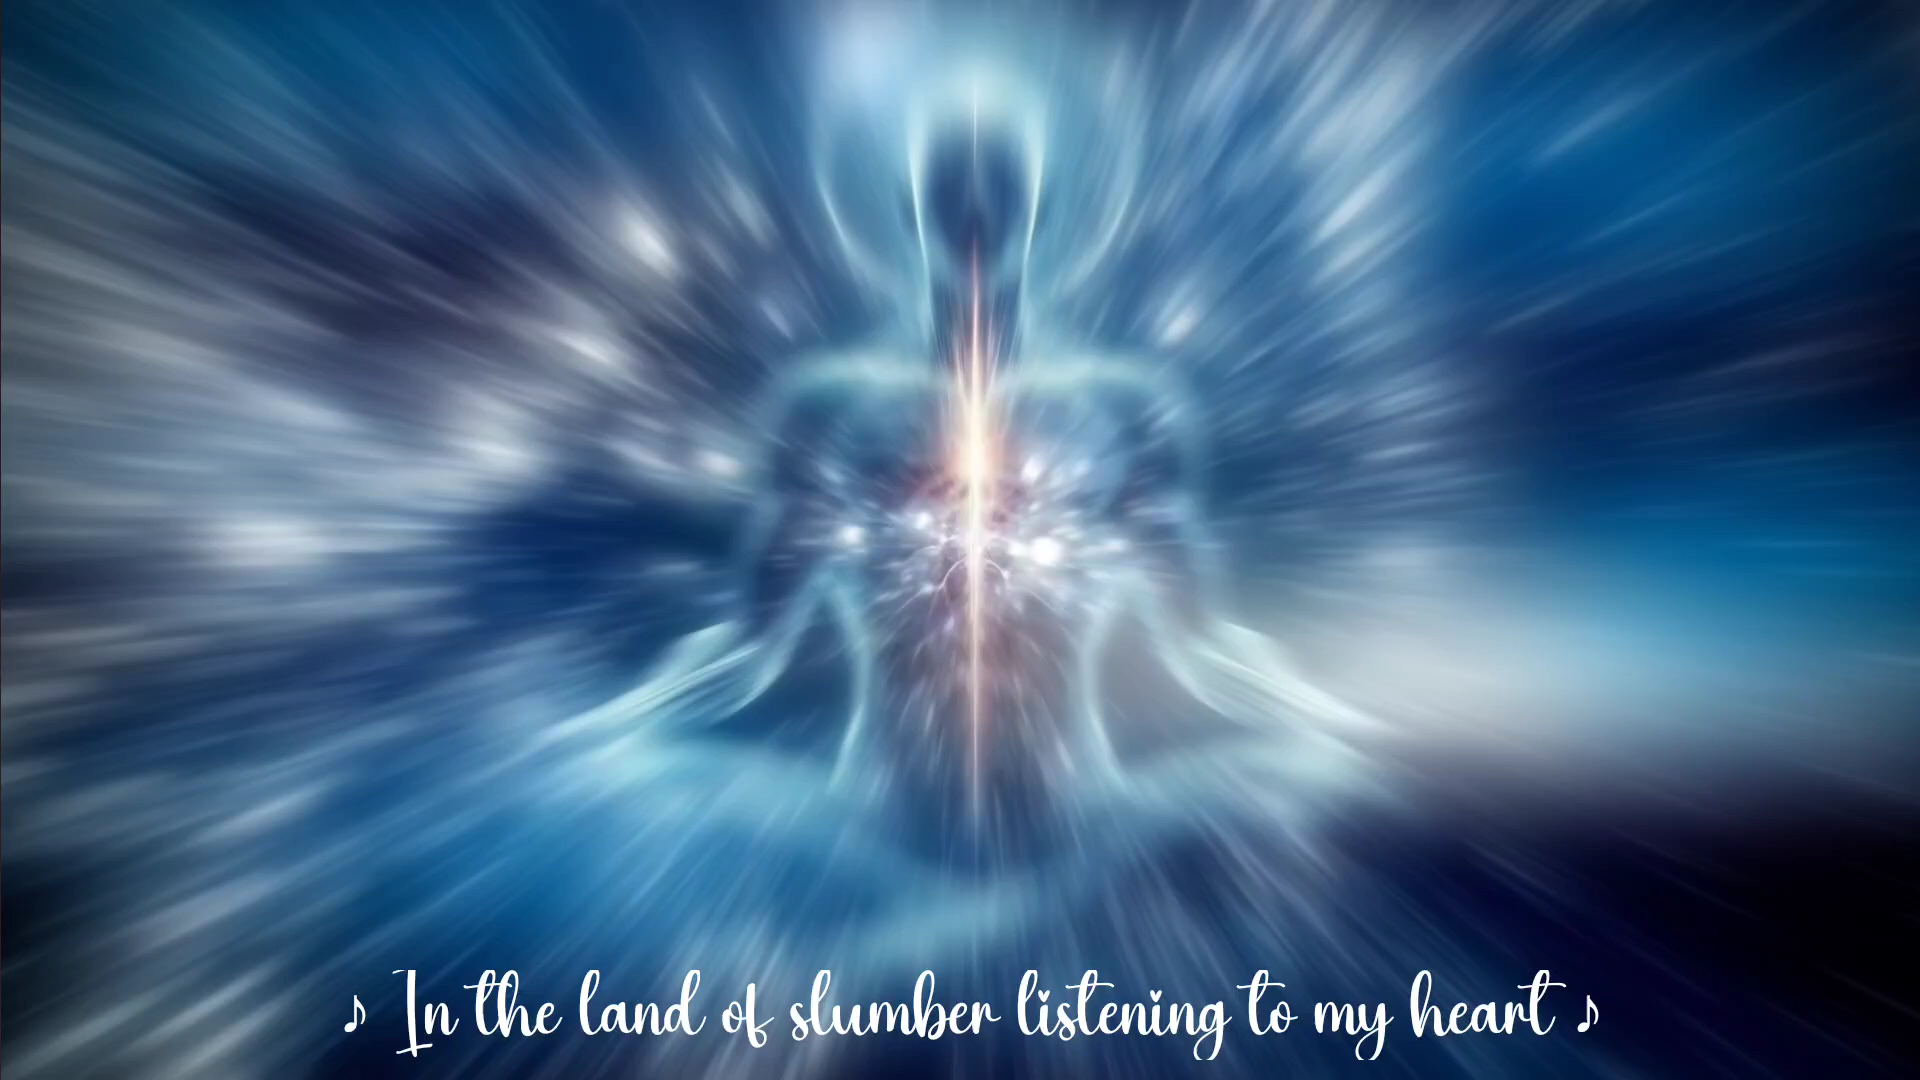 ♪ In the land of slumber listening to my heart ♪